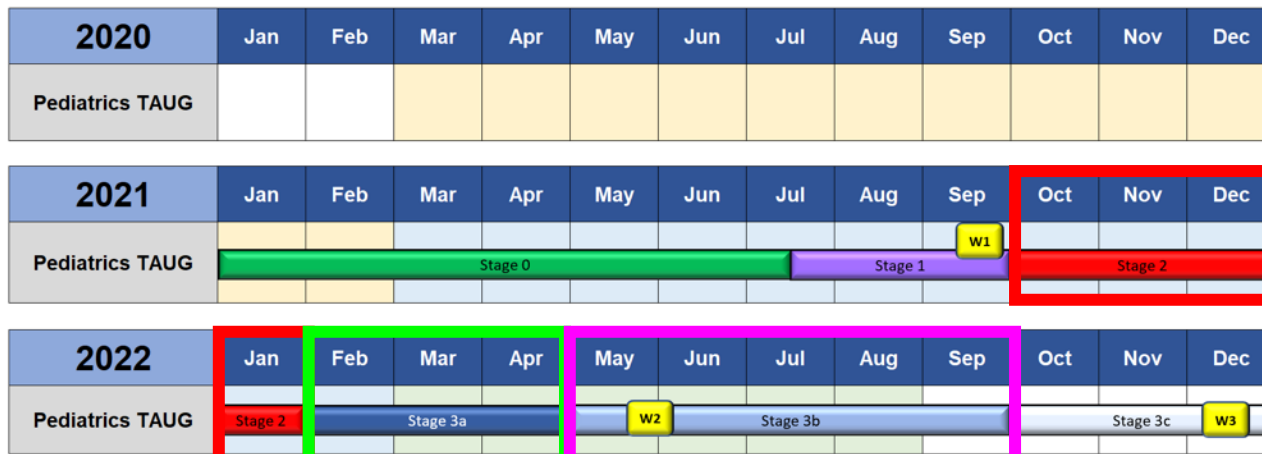 2020 Jan Feb Mar Apr May Jun Jul Aug Sep Oct Nov Dec
Pediatrics TAUG
2021 Jan Feb Mar Apr May Jun Jul Aug Sep Oct Nov Dec
W1
Pediatrics TAUG Stage 0 Stage 1 Stage 2
2022 Jan Feb Mar Apr May Jun Jul Aug Sep Oct Nov Dec
Pediatrics TAUG Stage 2 Stage 3a W2 Stage 3b Stage 3c W3